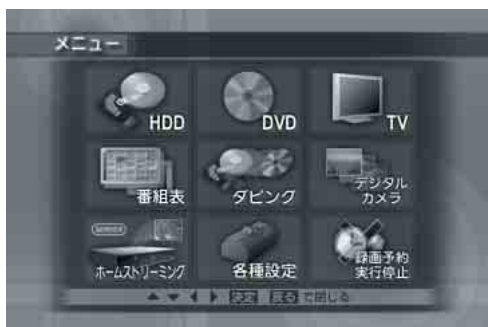 メニュー
HDD
DVD
TV
番組表
ダビング
デジタル
カメラ
ホームストリーミング
各種設定
録画予約
実行停止
▲ ▼ ◀ ▶ 決定 戻る で閉じる